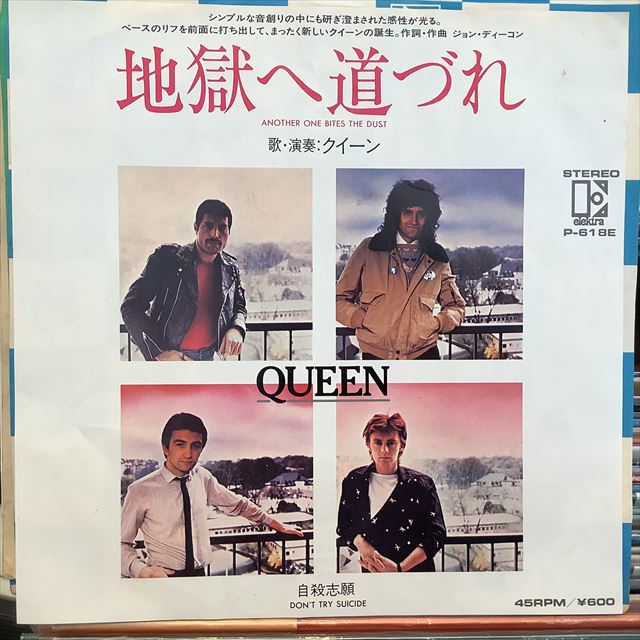 シンプルな音創りの中にも研ぎ澄まされた感性が光る。
ベースのリフを前面に打ち出して、まったく新しいクイーンの誕生。作詞・作曲 ジョン・ディーコン
地獄へ道づれ
ANOTHER ONE BITES THE DUST
歌・演奏:クイーン
STEREO
elektra
P-618E
QUEEN
自殺志願
DON'T TRY SUICIDE
45RPM/¥600